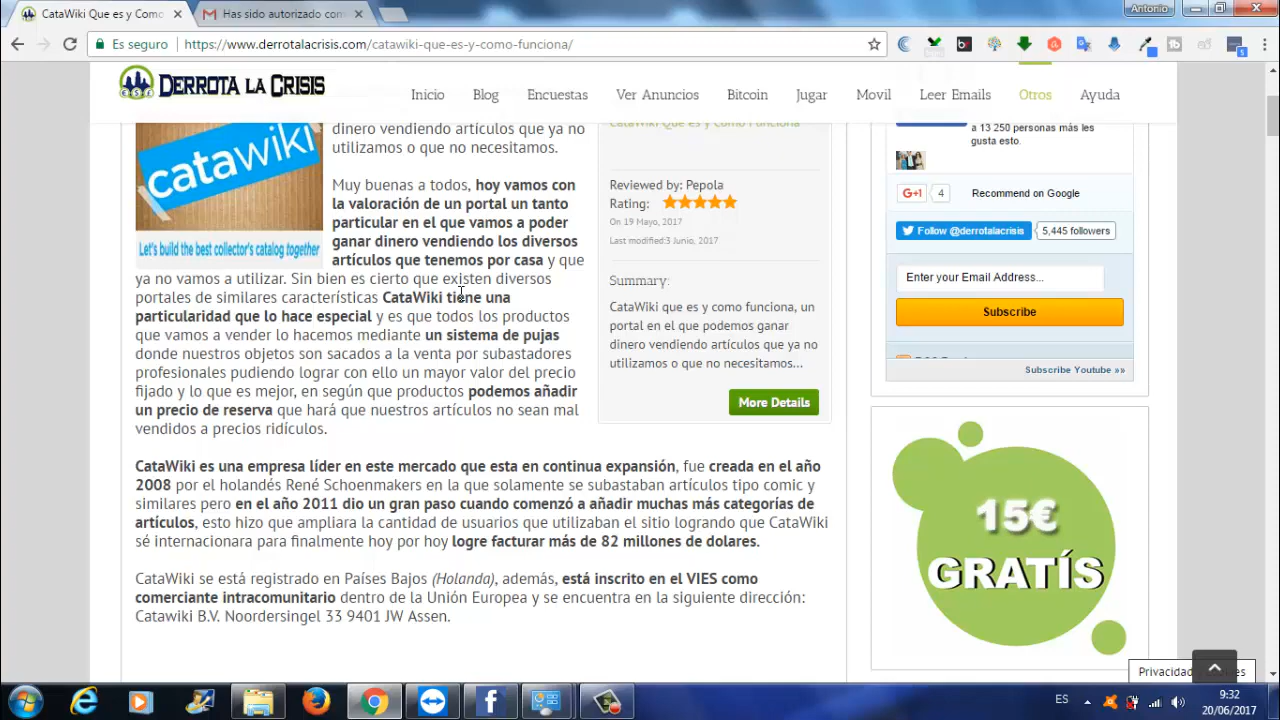 CataWiki Que es y Como
Has sido autorizado com
Antonio
Es seguro
https://www.derrotalacrisis.com/catawiki-que-es-y-como-funciona/
DERROTA LA CRISIS
Inicio Blog Encuestas Ver Anuncios Bitcoin Jugar Movil Leer Emails Otros Ayuda
catawiki
Let's build the best collector's catalog together
dinero vendiendo artículos que ya no
utilizamos o que no necesitamos.
Muy buenas a todos, hoy vamos con
la valoración de un portal un tanto
particular en el que vamos a poder
ganar dinero vendiendo los diversos
artículos que tenemos por casa y que
ya no vamos a utilizar. Sin bien es cierto que existen diversos
portales de similares características CataWiki tiene una
particularidad que lo hace especial y es que todos los productos
que vamos a vender lo hacemos mediante un sistema de pujas
donde nuestros objetos son sacados a la venta por subastadores
profesionales pudiendo lograr con ello un mayor valor del precio
fijado y lo que es mejor, en según que productos podemos añadir
un precio de reserva que hará que nuestros artículos no sean mal
vendidos a precios ridículos.
CataWiki Que es y Como Funciona
Reviewed by: Pepola
Rating:
On 19 Mayo, 2017
Last modified:3 Junio, 2017
Summary:
CataWiki que es y como funciona, un
portal en el que podemos ganar
dinero vendiendo artículos que ya no
utilizamos o que no necesitamos...
More Details
CataWiki es una empresa líder en este mercado que esta en continua expansión, fue creada en el año
2008 por el holandés René Schoenmakers en la que solamente se subastaban artículos tipo comic y
similares pero en el año 2011 dio un gran paso cuando comenzó a añadir muchas más categorías de
artículos, esto hizo que ampliara la cantidad de usuarios que utilizaban el sitio logrando que CataWiki
sé internacionara para finalmente hoy por hoy logre facturar más de 82 millones de dolares.
CataWiki se está registrado en Países Bajos (Holanda), además, está inscrito en el VIES como
comerciante intracomunitario dentro de la Unión Europea y se encuentra en la siguiente dirección:
Catawiki B.V. Noordersingel 33 9401 JW Assen.
a 13 250 personas más les
gusta esto.
G+1 4 Recommend on Google
Follow @derrotalacrisis 5,445 followers
Enter your Email Address...
Subscribe
Subscribe Youtube »»
15€
GRATÍS
Privacidad y Cookies
ES
9:32
20/06/2017